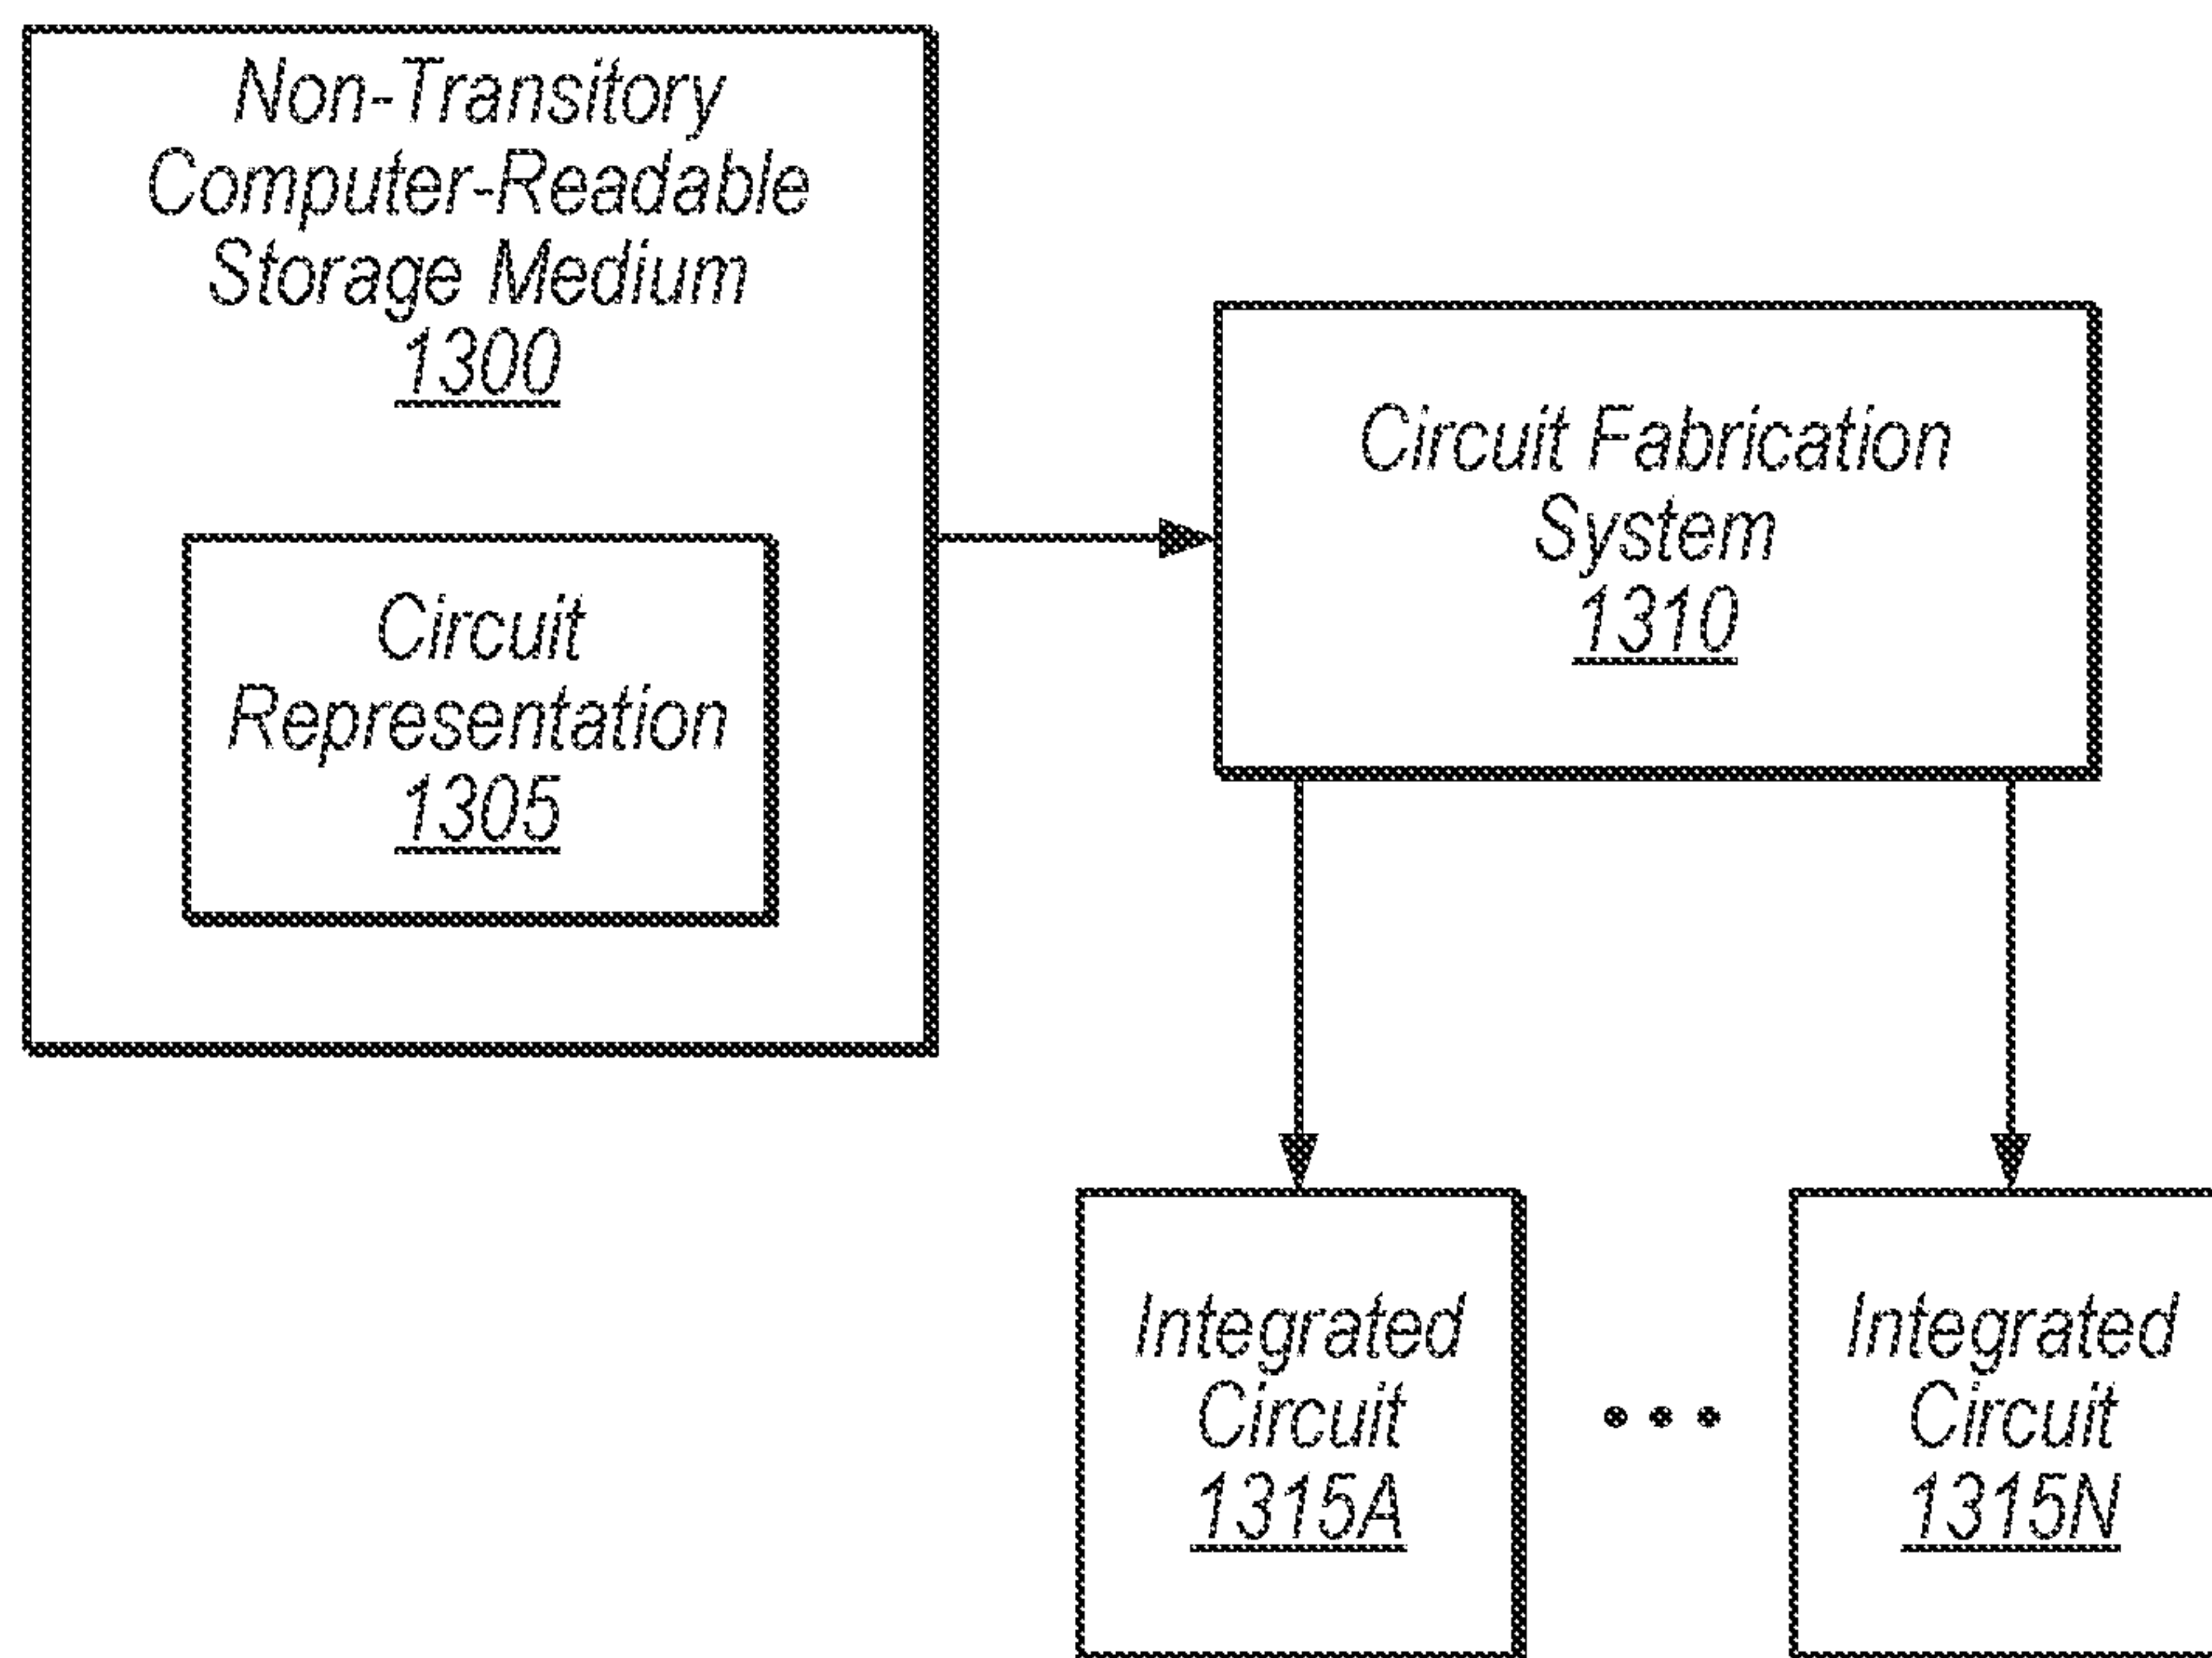 Non-Transitory
Computer-Readable
Storage Medium
1300
Circuit
Representation
1305
Circuit Fabrication
System
1310
Integrated
Circuit
1315A
Integrated
Circuit
1315N